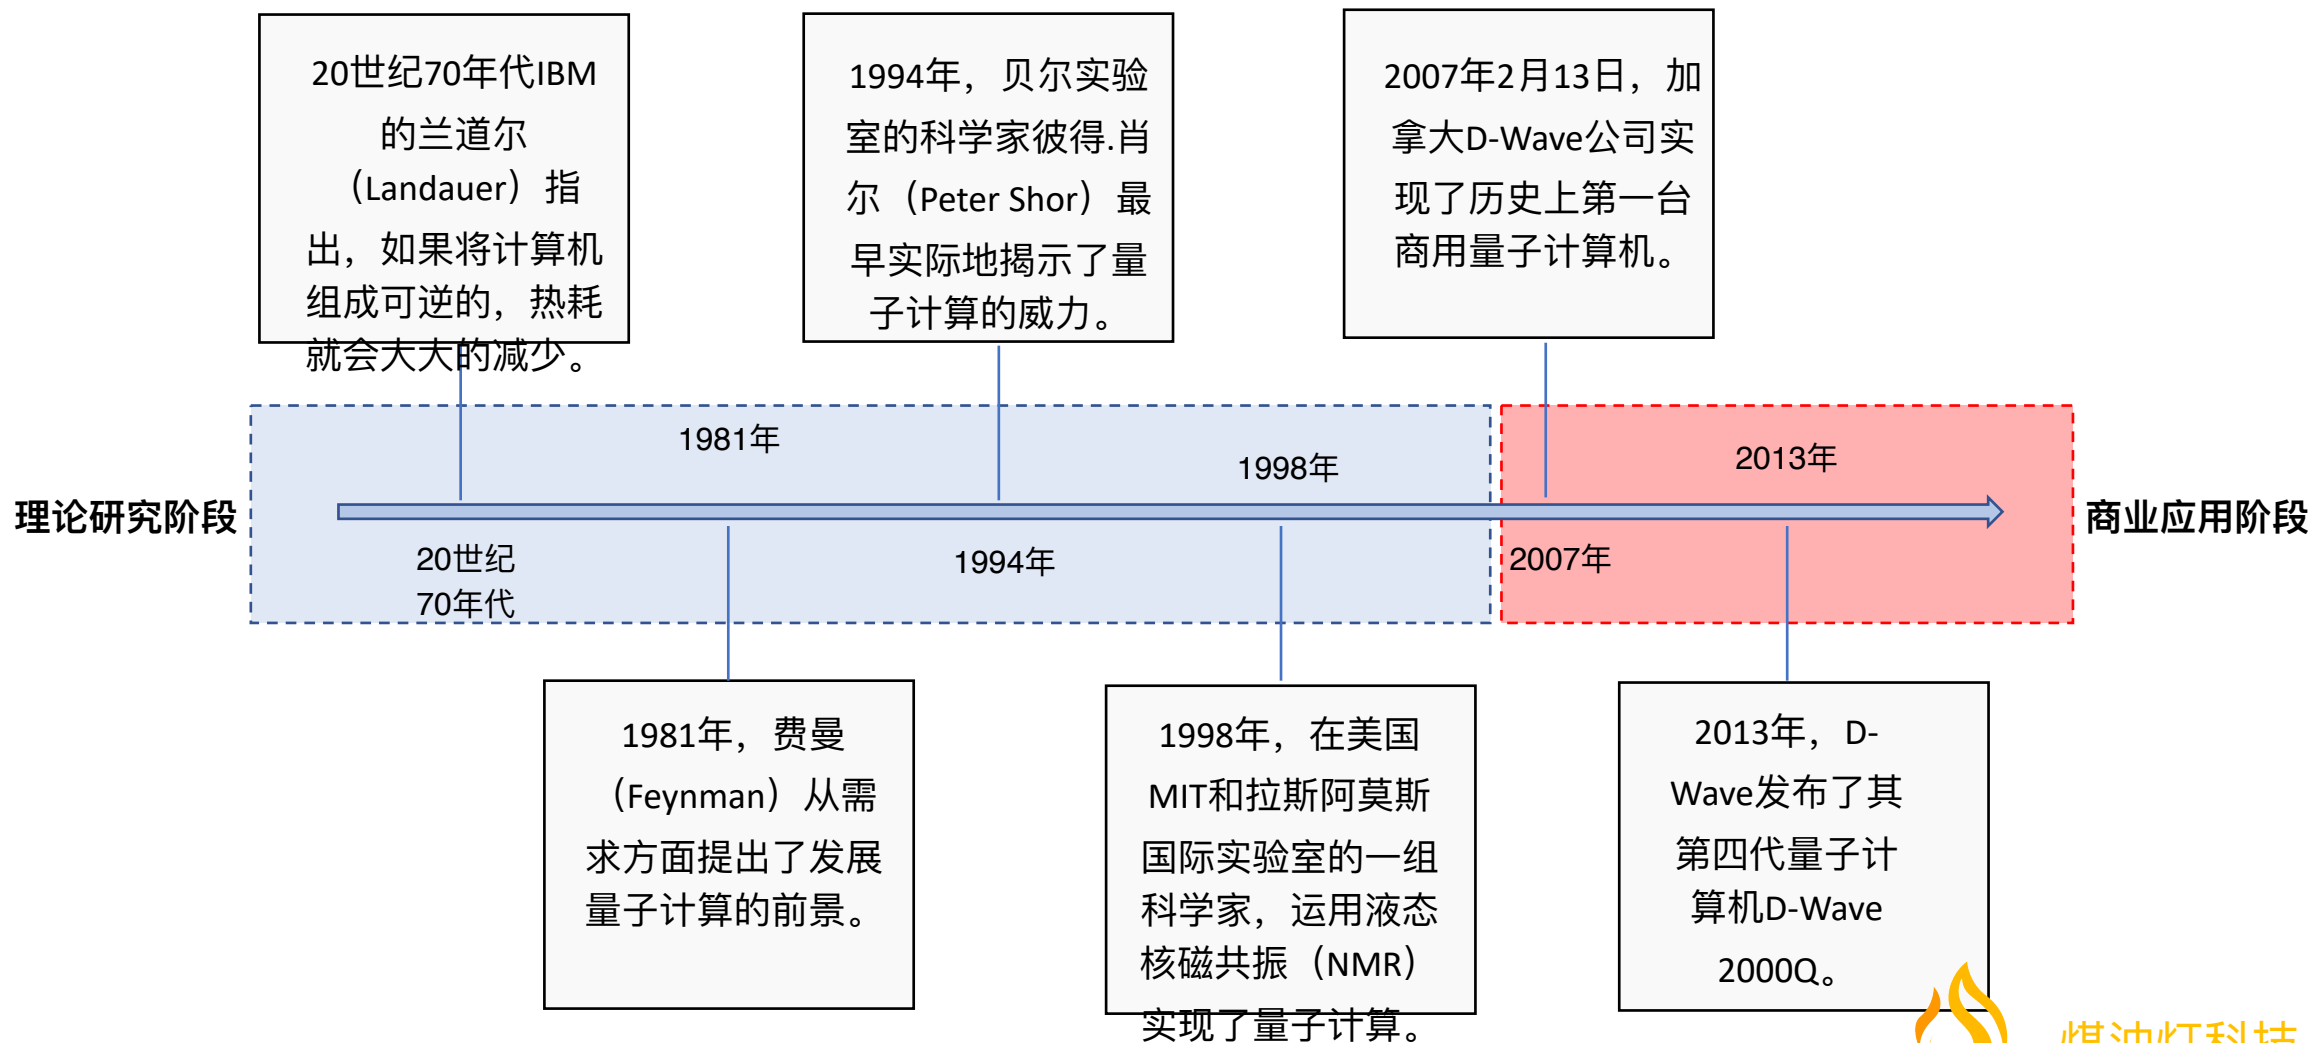 20世纪70年代IBM
的兰道尔
（Landauer）指
出，如果将计算机
组成可逆的，热耗
就会大大的减少。
1994年，贝尔实验
室的科学家彼得.肖
尔（Peter Shor）最
早实际地揭示了量
子计算的威力。
2007年2月13日，加
拿大D-Wave公司实
现了历史上第一台
商用量子计算机。
1981年
1998年
2013年
理论研究阶段
商业应用阶段
20世纪
70年代
1994年
2007年
1981年，费曼
（Feynman）从需
求方面提出了发展
量子计算的前景。
1998年，在美国
MIT和拉斯阿莫斯
国际实验室的一组
科学家，运用液态
核磁共振（NMR）
实现了量子计算。
2013年，D-
Wave发布了其
第四代量子计
算机D-Wave
2000Q。
煤油灯科技